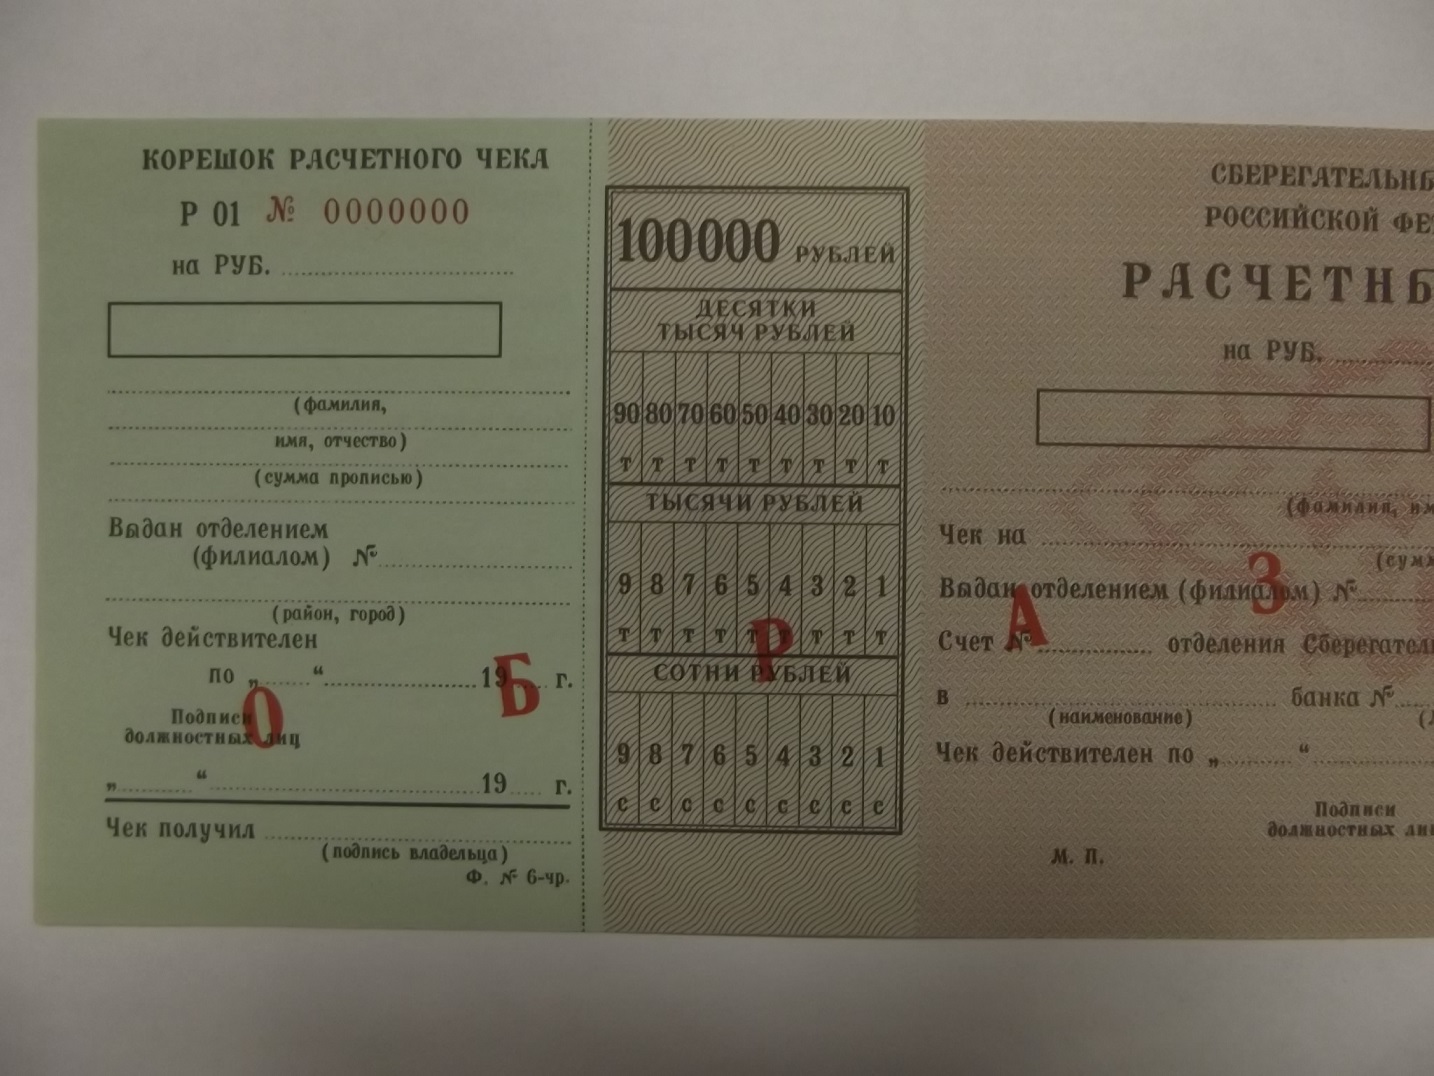 КОРЕШОК РАСЧЕТНОГО ЧЕКА
Р 01 № 0000000
на РУБ.
(фамилия,
имя, отчество)
(сумма прописью)
Выдан отделением
(филиалом) №
(район, город)
Чек действителен
по „ “ 19 г.
Подписи
должностных лиц
„ “ 19 г.
Чек получил
(подпись владельца)
Ф. № 6-чр.
100000 РУБЛЕЙ
ДЕСЯТКИ
ТЫСЯЧ РУБЛЕЙ
90 80 70 60 50 40 30 20 10
т т т т т т т т т
ТЫСЯЧИ РУБЛЕЙ
9 8 7 6 5 4 3 2 1
т т т т т т т т т
СОТНИ РУБЛЕЙ
9 8 7 6 5 4 3 2 1
с с с с с с с с с
СБЕРЕГАТЕЛЬНЫ
РОССИЙСКОЙ ФЕ
РАСЧЕТНЫ
на РУБ.
(фамилия, им
Чек на
(сумм
Выдан отделением (филиалом) №
Счет № отделения Сберегател
в банка №
(наименование)
Чек действителен по „ “
Подписи
должностных ли
М. П.
О Б Р А З